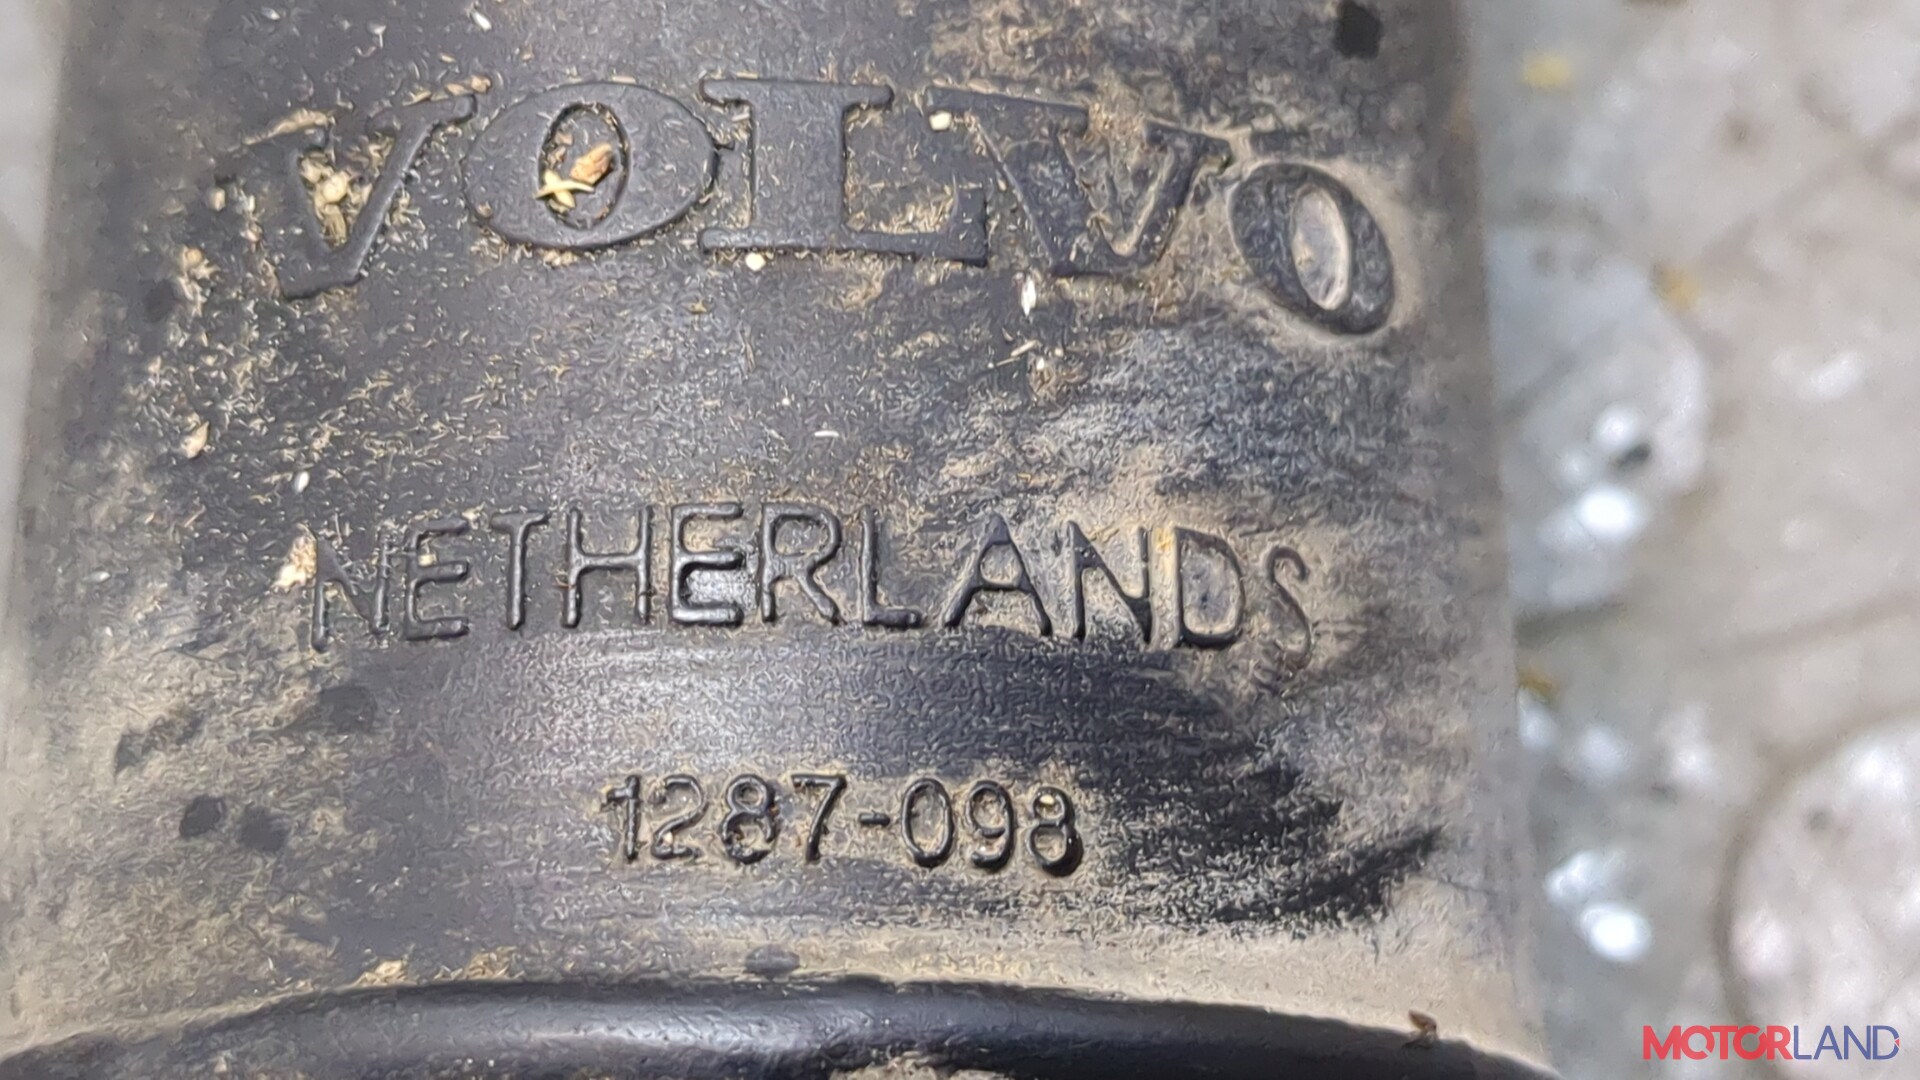 VOLVO
NETHERLANDS
1287-098
MOTORLAND